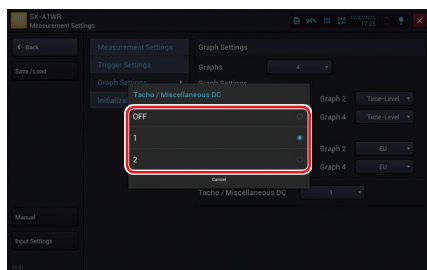 SX-A1WR
Measurement Settings
94%
17:05
Back
Save / Load
Manual
Input Settings
Measurement Settings
Trigger Settings
Graph Settings
Graph Settings
Graphs 4
Graph Settings
Graph 2 Time-Level
Graph 4 Time-Level
Graph 2 EU
Graph 4 EU
Tacho / Miscellaneous DC 1
Tacho / Miscellaneous DC
OFF
1
2
Cancel